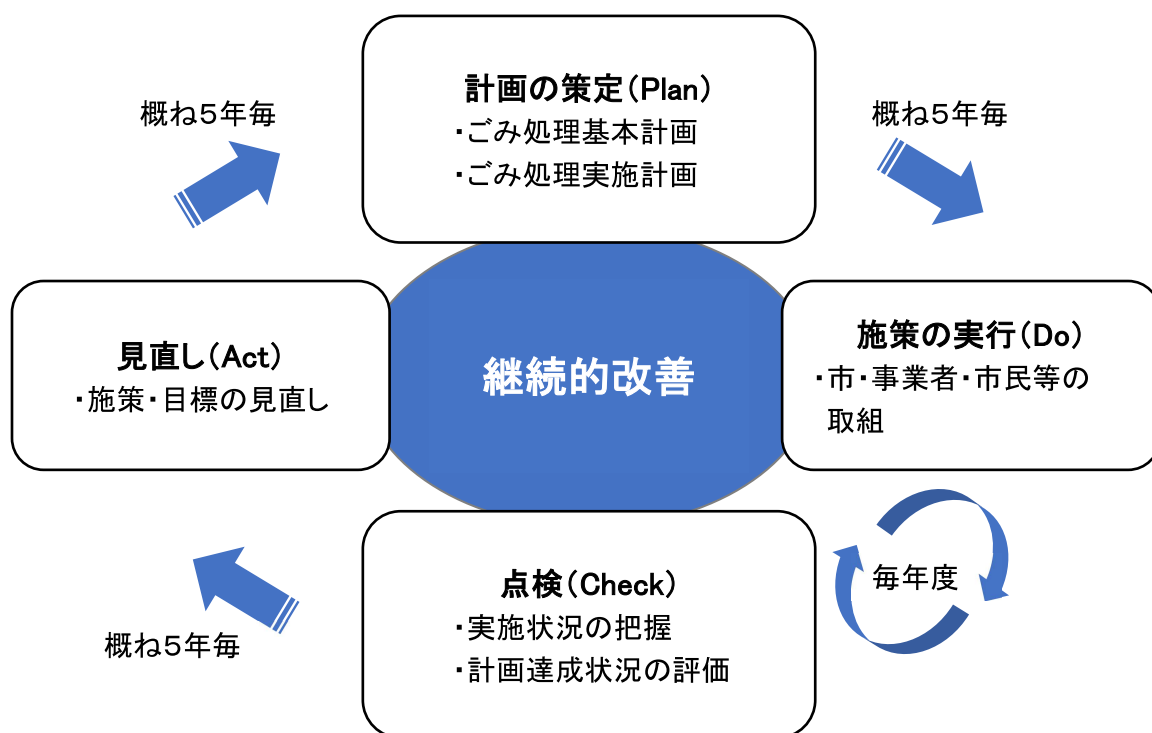 計画の策定（Plan）
・ごみ処理基本計画
・ごみ処理実施計画
概ね５年毎
概ね５年毎
見直し（Act）
・施策・目標の見直し
継続的改善
施策の実行（Do）
・市・事業者・市民等の
取組
点検（Check）
・実施状況の把握
・計画達成状況の評価
毎年度
概ね５年毎